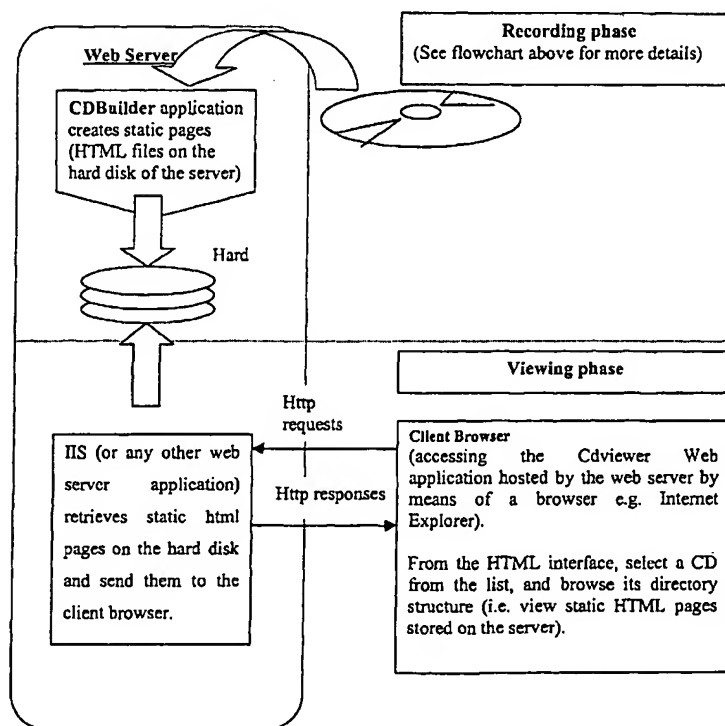 Recording phase
(See flowchart above for more details)
Web Server
CDBuilder application
creates static pages
(HTML files on the
hard disk of the server)
Hard
Viewing phase
Http
requests
Http responses
IIS (or any other web
server application)
retrieves static html
pages on the hard disk
and send them to the
client browser.
Client Browser
(accessing the Cdviewer Web
application hosted by the web server by
means of a browser e.g. Internet
Explorer).
From the HTML interface, select a CD
from the list, and browse its directory
structure (i.e. view static HTML pages
stored on the server).